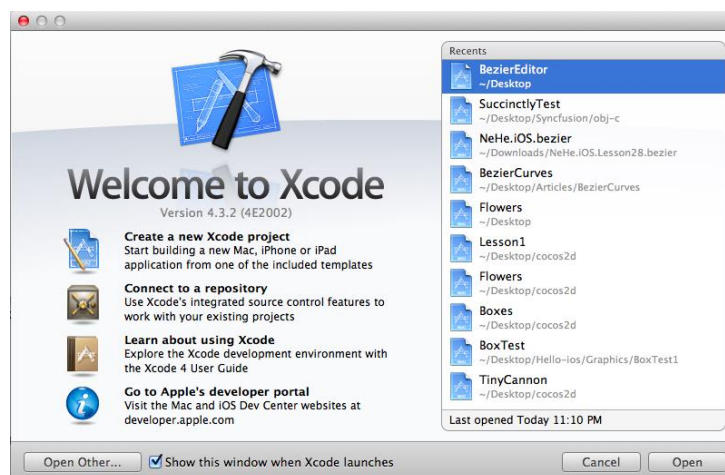 Welcome to Xcode
Version 4.3.2 (4E2002)
Create a new Xcode project
Start building a new Mac, iPhone or iPad
application from one of the included templates
Connect to a repository
Use Xcode's integrated source control features to
work with your existing projects
Learn about using Xcode
Explore the Xcode development environment with
the Xcode 4 User Guide
Go to Apple's developer portal
Visit the Mac and iOS Dev Center websites at
developer.apple.com
Recents
BezierEditor
~/Desktop
SuccinctlyTest
~/Desktop/Syncfusion/obj-c
NeHe.iOS.bezier
~/Downloads/NeHe.iOS.Lesson28.bezier
BezierCurves
~/Desktop/Articles/BezierCurves
Flowers
~/Desktop
Lesson1
~/Desktop/cocos2d
Flowers
~/Desktop/cocos2d
Boxes
~/Desktop/cocos2d
BoxTest
~/Desktop/Hello-ios/Graphics/BoxTest1
TinyCannon
~/Desktop/cocos2d
Last opened Today 11:10 PM
Open Other...
Show this window when Xcode launches
Cancel
Open